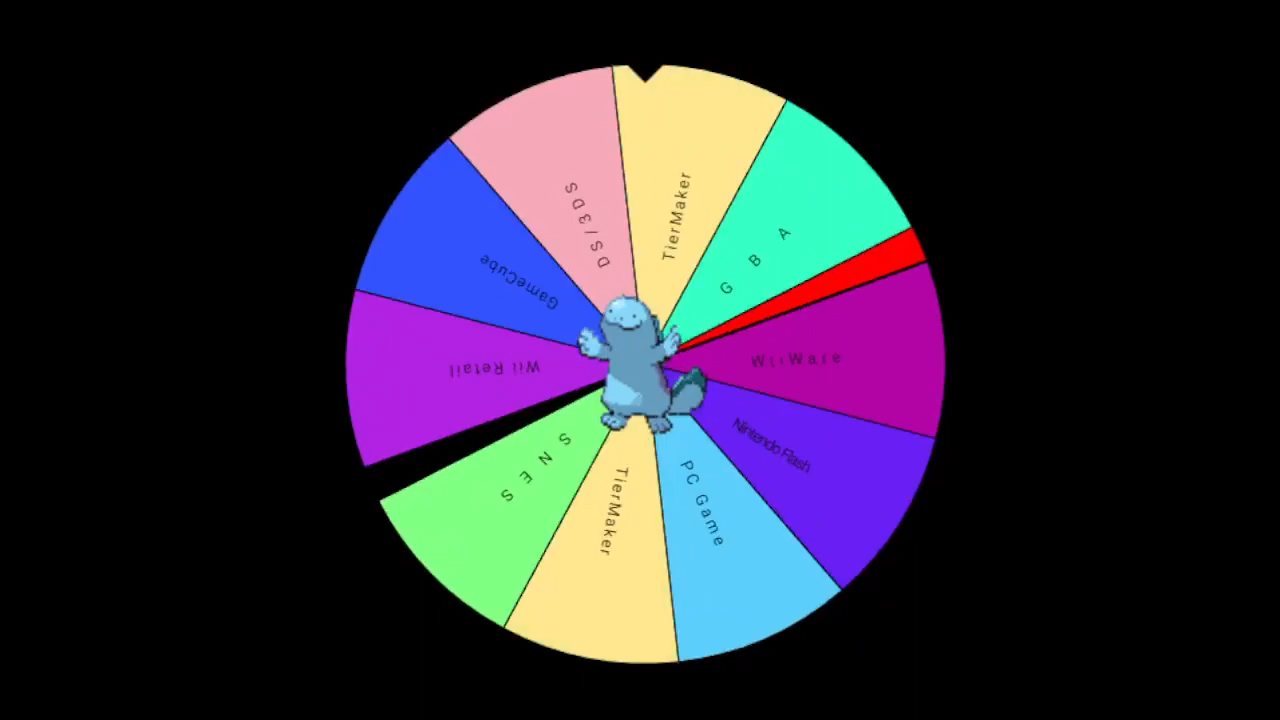 TierMaker
G B A
WiiWare
Nintendo Flash
PC Game
TierMaker
S N E S
Wii Retail
GameCube
DS/3DS